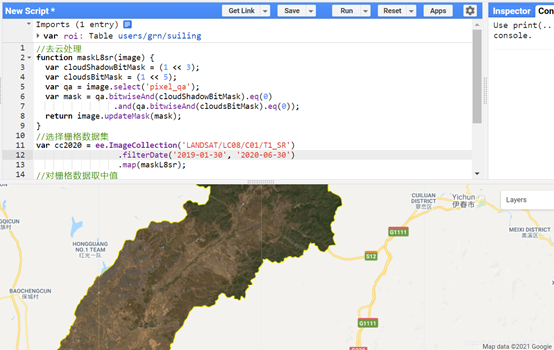 New Script *
Get Link
Save
Run
Reset
Apps
Inspector
Con
Imports (1 entry)
var roi: Table users/grn/suiling
Use print(...
console.
1 //去云处理
2 function maskL8sr(image) {
3 var cloudShadowBitMask = (1 << 3);
4 var cloudsBitMask = (1 << 5);
5 var qa = image.select('pixel_qa');
6 var mask = qa.bitwiseAnd(cloudShadowBitMask).eq(0)
7 .and(qa.bitwiseAnd(cloudsBitMask).eq(0));
8 return image.updateMask(mask);
9 }
10 //选择栅格数据集
11 var cc2020 = ee.ImageCollection('LANDSAT/LC08/C01/T1_SR')
12 .filterDate('2019-01-30', '2020-06-30')
13 .map(maskL8sr);
14 //对栅格数据取中值
CUILUAN
DISTRICT
翠峦区
Yichun
伊春市
Layers
G1111
MEIXI DISTRICT
S12
HONGGUANG
NO.1 TEAM
红光一队
BAOCHENGCUN
保城村
G1111
Map data ©2021 Google